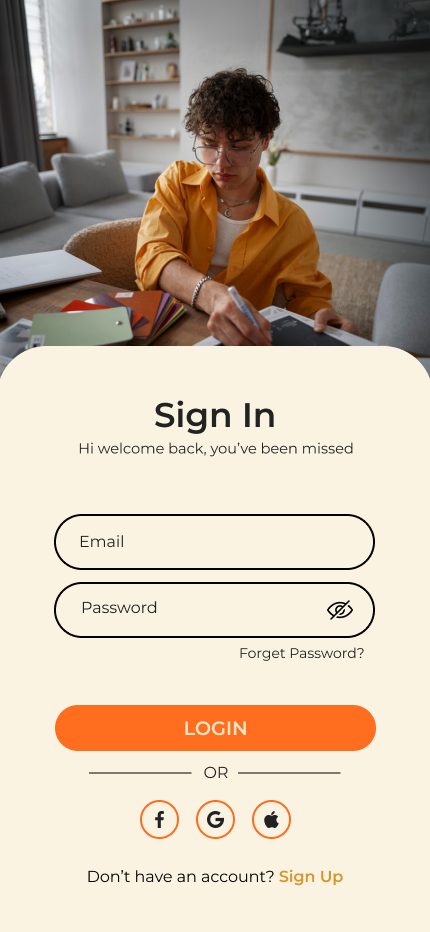 Sign In
Hi welcome back, you’ve been missed
Email
Password
Forget Password?
LOGIN
OR
Don’t have an account? Sign Up